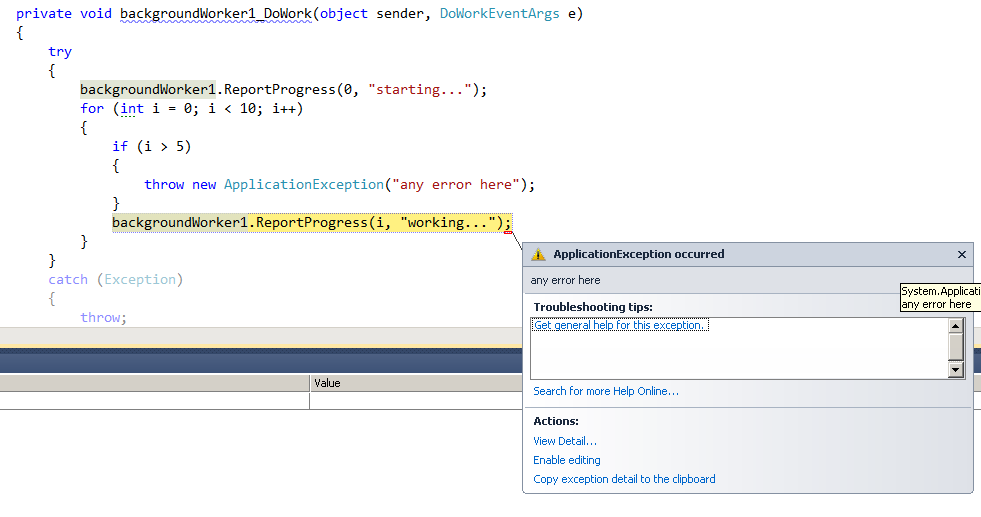 private void backgroundWorker1_DoWork(object sender, DoWorkEventArgs e)
{
try
{
backgroundWorker1.ReportProgress(0, "starting...");
for (int i = 0; i < 10; i++)
{
if (i > 5)
{
throw new ApplicationException("any error here");
}
backgroundWorker1.ReportProgress(i, "working...");
}
}
catch (Exception)
{
throw;
ApplicationException occurred
any error here
System.Applicati
any error here
Troubleshooting tips:
Get general help for this exception.
Value
Search for more Help Online...
Actions:
View Detail...
Enable editing
Copy exception detail to the clipboard